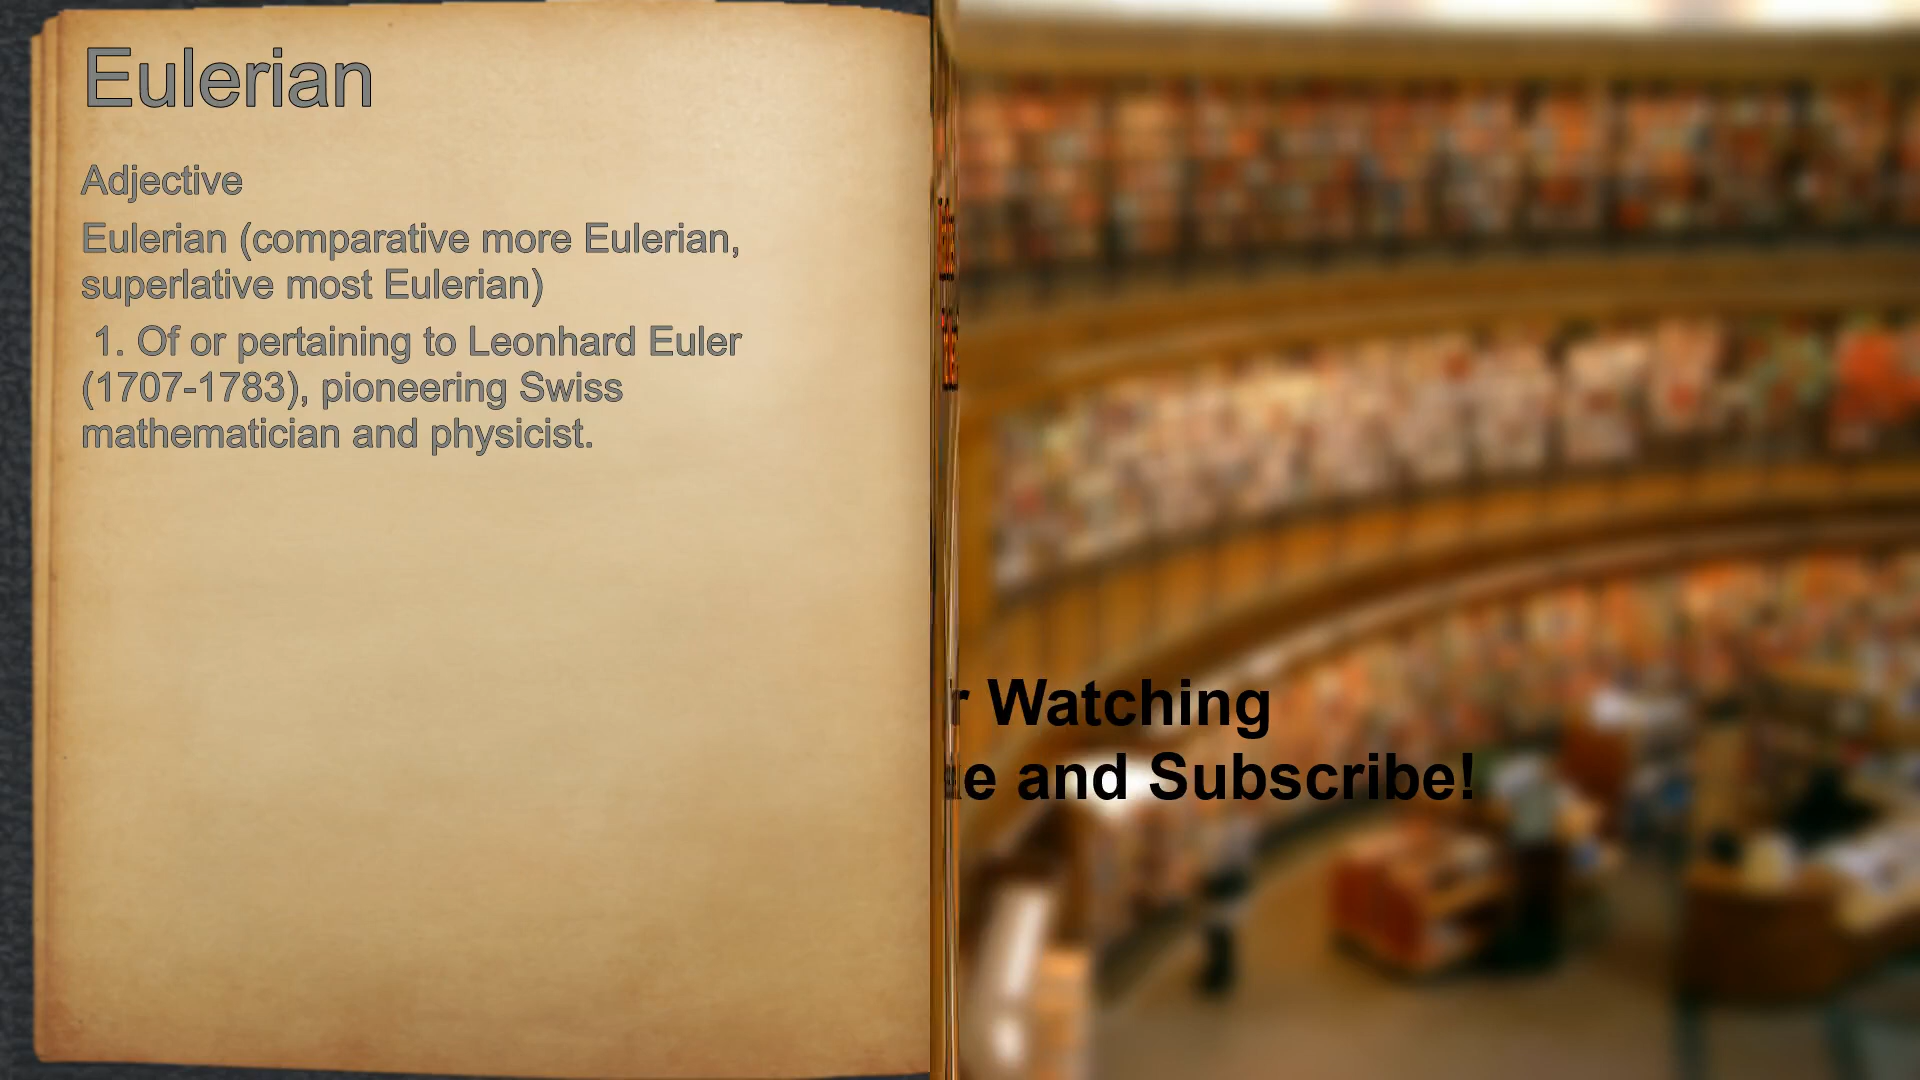 Eulerian
Adjective
Eulerian (comparative more Eulerian,
superlative most Eulerian)
1. Of or pertaining to Leonhard Euler
(1707-1783), pioneering Swiss
mathematician and physicist.
Watching
and Subscribe!